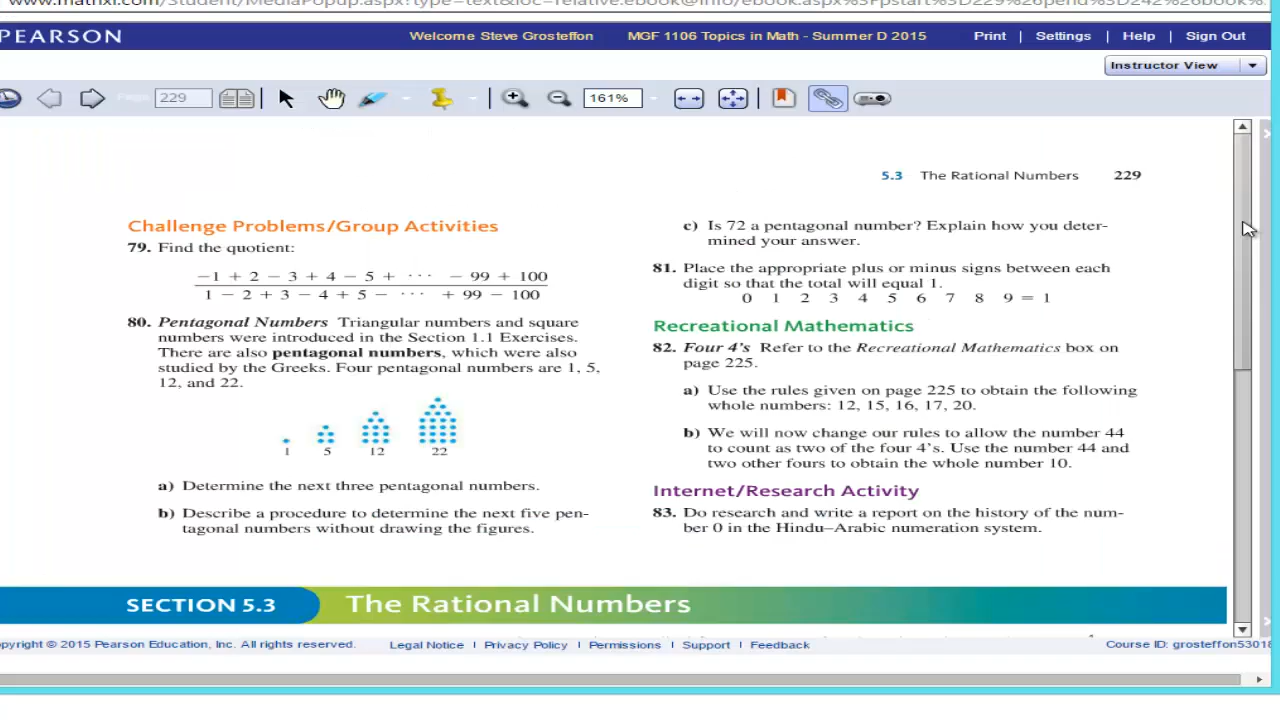 PEARSON
Welcome Steve Grosteffon MGF 1106 Topics in Math - Summer D 2015 Print | Settings | Help | Sign Out
Instructor View
229
161%
5.3 The Rational Numbers 229
Challenge Problems/Group Activities
79. Find the quotient:
−1 + 2 − 3 + 4 − 5 + ··· − 99 + 100
1 − 2 + 3 − 4 + 5 − ··· + 99 − 100
80. Pentagonal Numbers Triangular numbers and square
numbers were introduced in the Section 1.1 Exercises.
There are also pentagonal numbers, which were also
studied by the Greeks. Four pentagonal numbers are 1, 5,
12, and 22.
1 5 12 22
a) Determine the next three pentagonal numbers.
b) Describe a procedure to determine the next five pen-
tagonal numbers without drawing the figures.
c) Is 72 a pentagonal number? Explain how you deter-
mined your answer.
81. Place the appropriate plus or minus signs between each
digit so that the total will equal 1.
0 1 2 3 4 5 6 7 8 9 = 1
Recreational Mathematics
82. Four 4's Refer to the Recreational Mathematics box on
page 225.
a) Use the rules given on page 225 to obtain the following
whole numbers: 12, 15, 16, 17, 20.
b) We will now change our rules to allow the number 44
to count as two of the four 4's. Use the number 44 and
two other fours to obtain the whole number 10.
Internet/Research Activity
83. Do research and write a report on the history of the num-
ber 0 in the Hindu–Arabic numeration system.
SECTION 5.3 The Rational Numbers
opyright © 2015 Pearson Education, Inc. All rights reserved. Legal Notice | Privacy Policy | Permissions | Support | Feedback Course ID: grosteffon53018